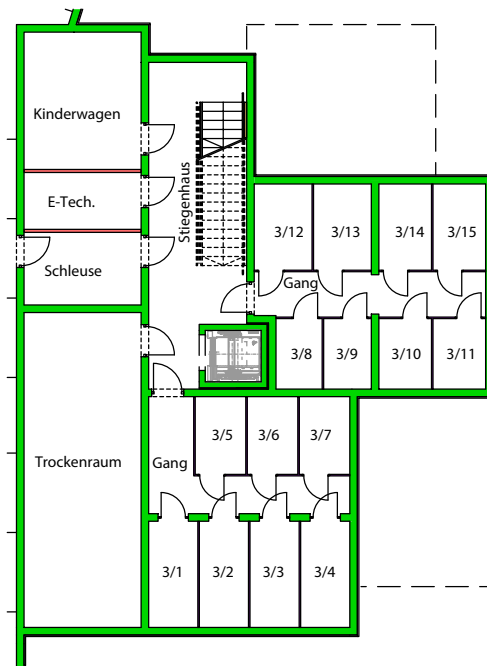 Kinderwagen
E-Tech.
Stiegenhaus
Schleuse
3/12
3/13
3/14
3/15
Gang
3/8
3/9
3/10
3/11
3/5
3/6
3/7
Trockenraum
Gang
3/1
3/2
3/3
3/4